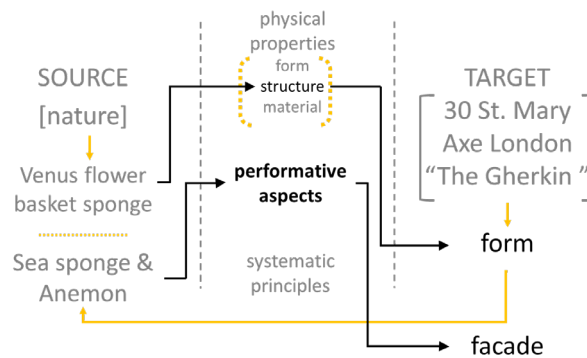 SOURCE
[nature]
Venus flower
basket sponge
Sea sponge &
Anemon
physical
properties
form
structure
material
performative
aspects
systematic
principles
TARGET
30 St. Mary
Axe London
“The Gherkin ”
form
facade